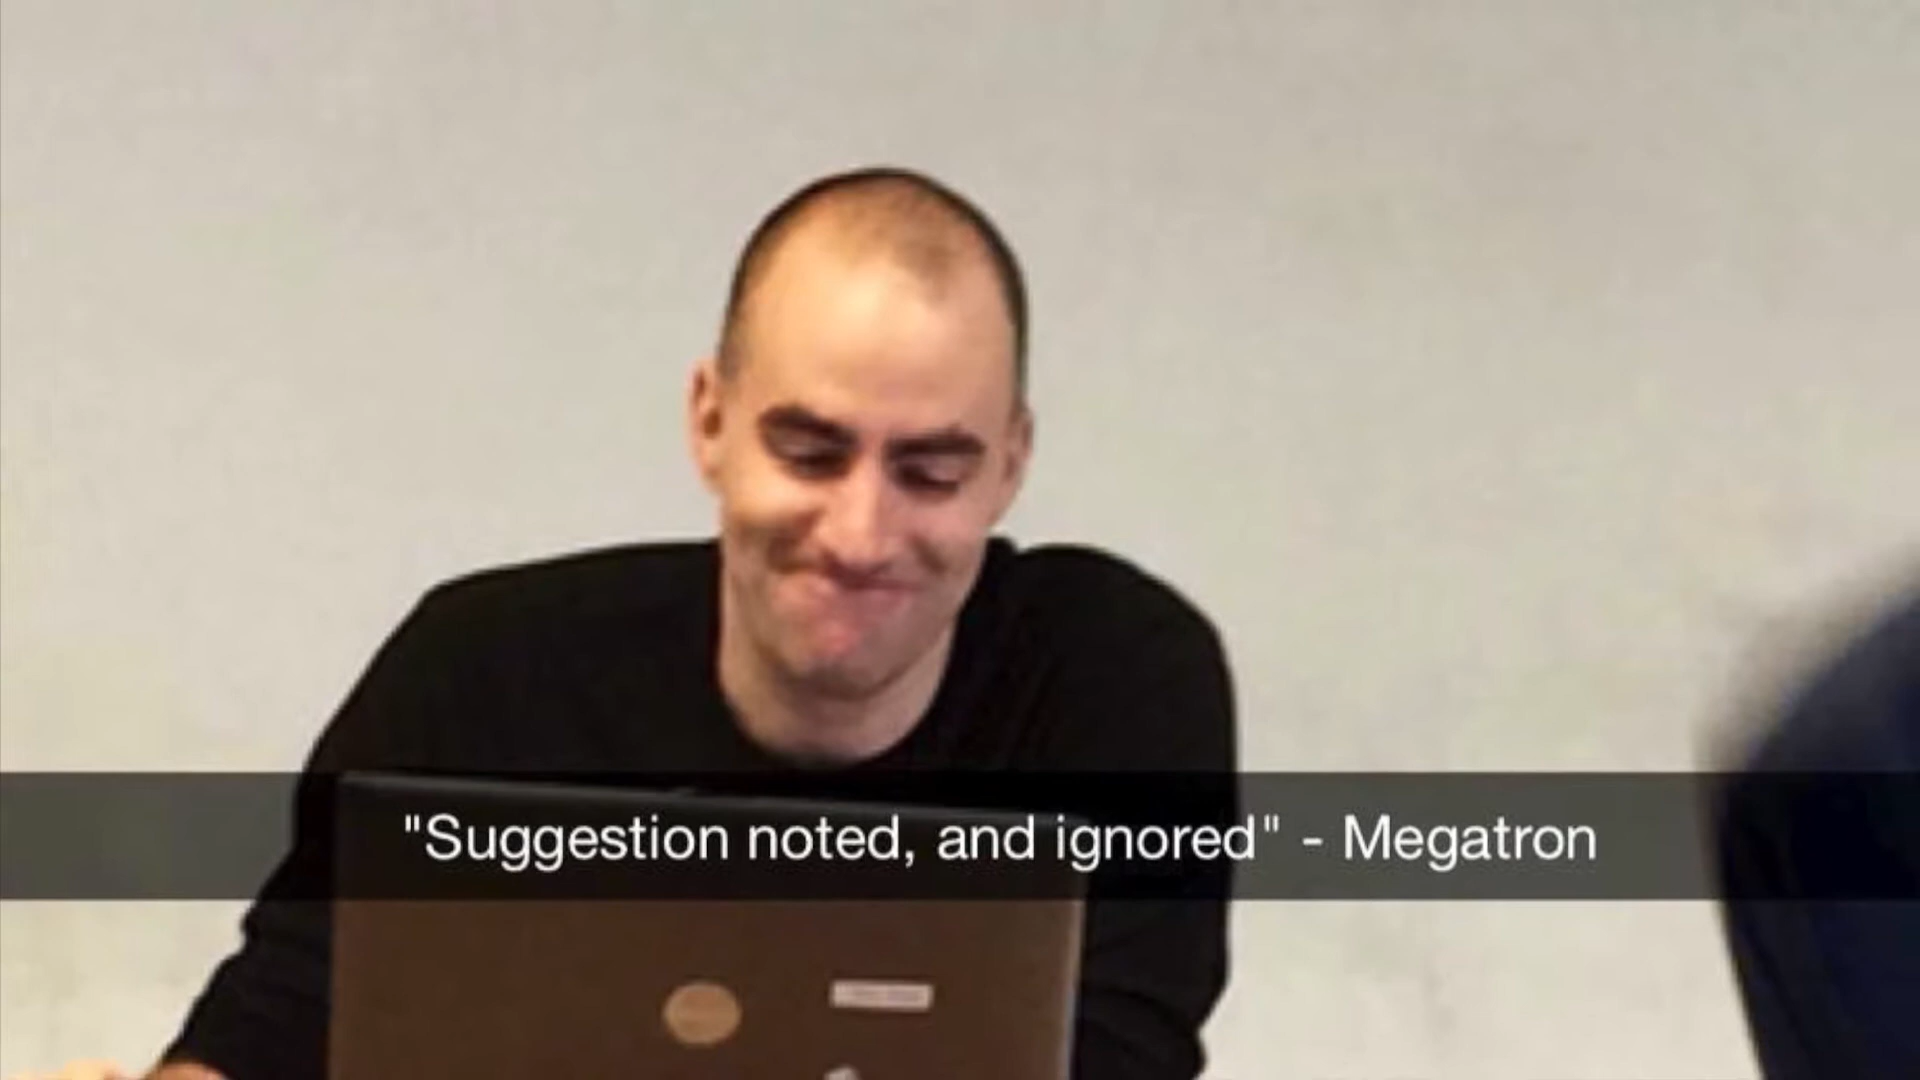 "Suggestion noted, and ignored" - Megatron